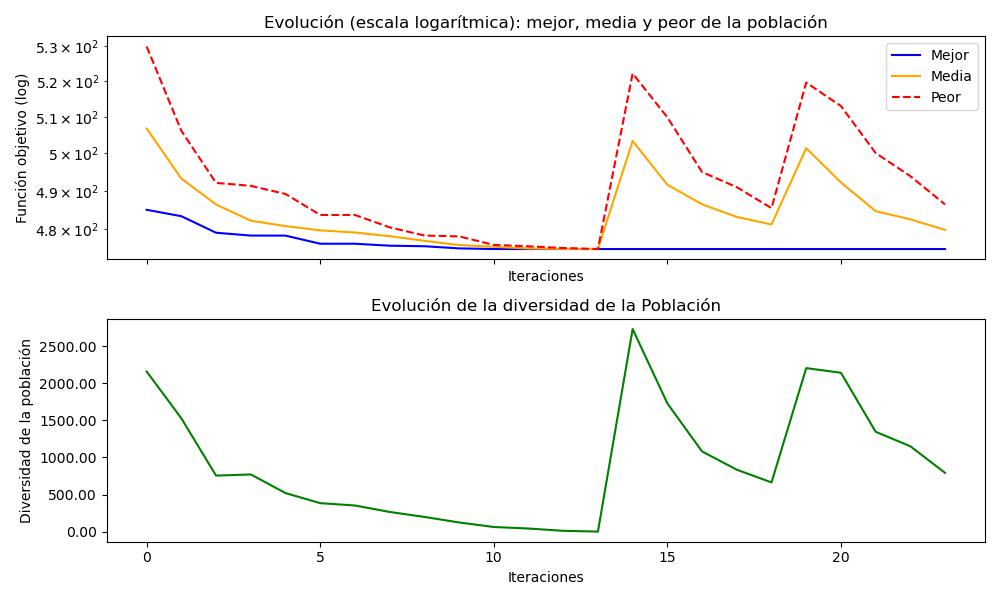 Evolución (escala logarítmica): mejor, media y peor de la población
Función objetivo (log)
5.3 × 10²
5.2 × 10²
5.1 × 10²
5 × 10²
4.9 × 10²
4.8 × 10²
Mejor
Media
Peor
Iteraciones
Evolución de la diversidad de la Población
Diversidad de la población
2500.00
2000.00
1500.00
1000.00
500.00
0.00
0 5 10 15 20
Iteraciones